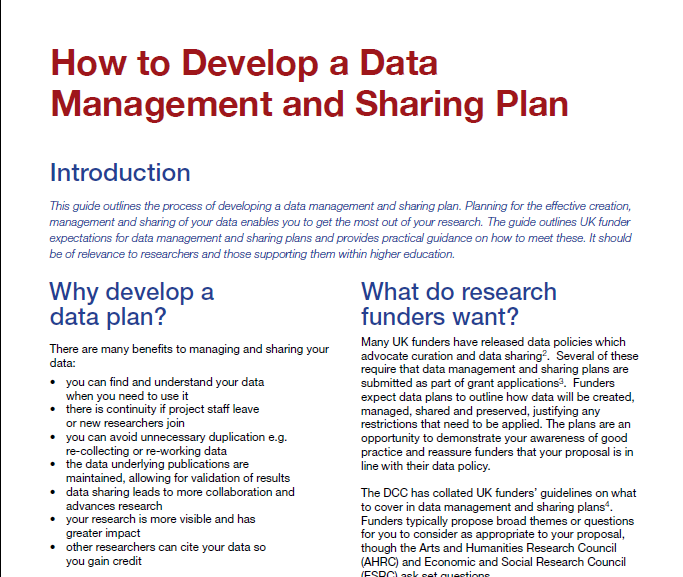 How to Develop a Data
Management and Sharing Plan
Introduction
This guide outlines the process of developing a data management and sharing plan. Planning for the effective creation,
management and sharing of your data enables you to get the most out of your research. The guide outlines UK funder
expectations for data management and sharing plans and provides practical guidance on how to meet these. It should
be of relevance to researchers and those supporting them within higher education.
Why develop a
data plan?
There are many benefits to managing and sharing your
data:
• you can find and understand your data
when you need to use it
• there is continuity if project staff leave
or new researchers join
• you can avoid unnecessary duplication e.g.
re-collecting or re-working data
• the data underlying publications are
maintained, allowing for validation of results
• data sharing leads to more collaboration and
advances research
• your research is more visible and has
greater impact
• other researchers can cite your data so
you gain credit
What do research
funders want?
Many UK funders have released data policies which
advocate curation and data sharing². Several of these
require that data management and sharing plans are
submitted as part of grant applications³. Funders
expect data plans to outline how data will be created,
managed, shared and preserved, justifying any
restrictions that need to be applied. The plans are an
opportunity to demonstrate your awareness of good
practice and reassure funders that your proposal is in
line with their data policy.
The DCC has collated UK funders’ guidelines on what
to cover in data management and sharing plans⁴.
Funders typically propose broad themes or questions
for you to consider as appropriate to your proposal,
though the Arts and Humanities Research Council
(AHRC) and Economic and Social Research Council
(ESRC) ask set questions